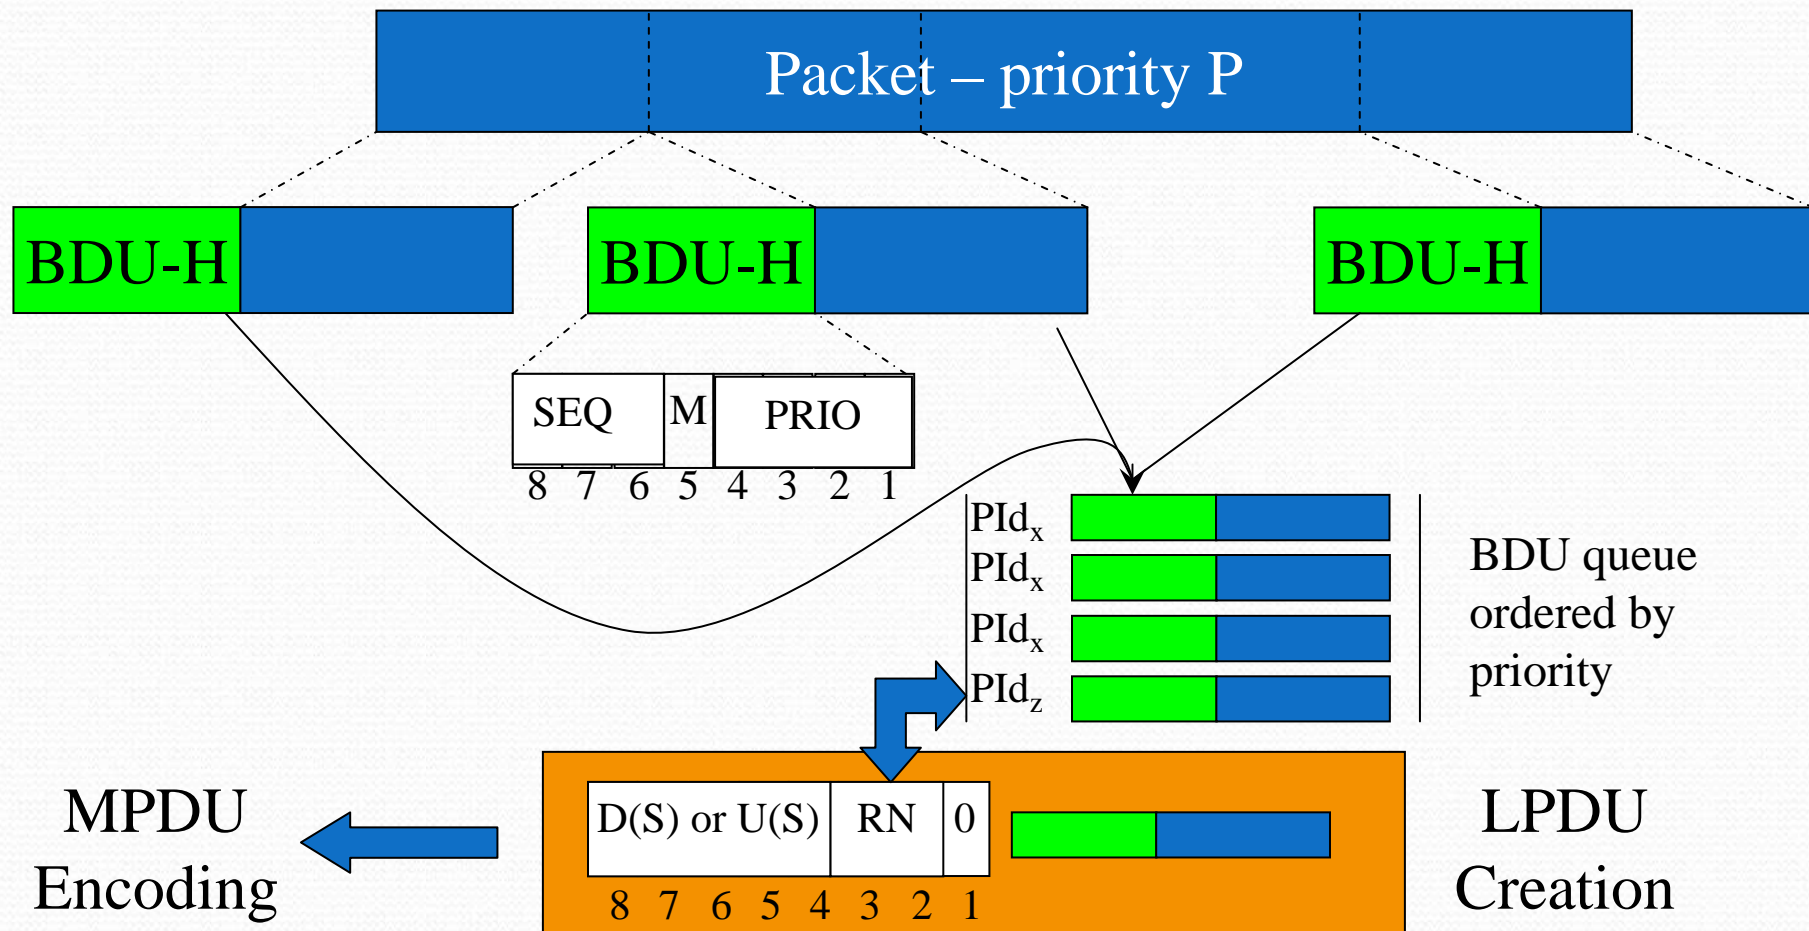 Packet – priority P
BDU-H BDU-H BDU-H
SEQ M PRIO
8 7 6 5 4 3 2 1
PIdx
PIdx
PIdx
PIdz
BDU queue
ordered by
priority
MPDU
Encoding
D(S) or U(S) RN 0
8 7 6 5 4 3 2 1
LPDU
Creation